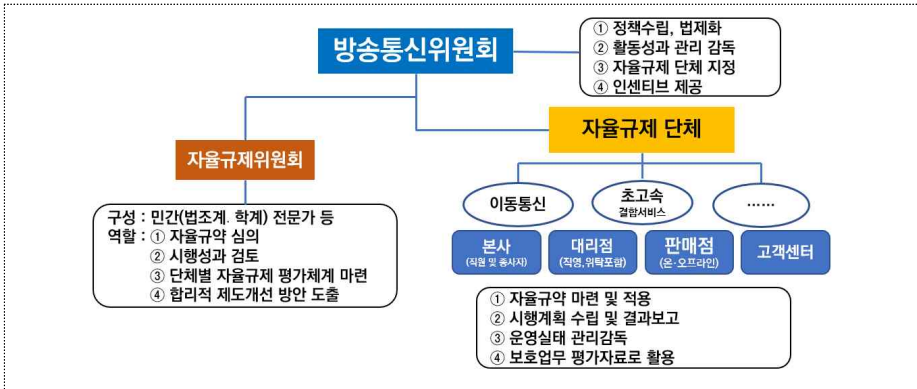 방송통신위원회
① 정책수립, 법제화
② 활동성과 관리 감독
③ 자율규제 단체 지정
④ 인센티브 제공
자율규제위원회
구성 : 민간(법조계. 학계) 전문가 등
역할 : ① 자율규약 심의
② 시행성과 검토
③ 단체별 자율규제 평가체계 마련
④ 합리적 제도개선 방안 도출
자율규제 단체
이동통신
초고속
결합서비스
……
본사
(직원 및 종사자)
대리점
(직영,위탁포함)
판매점
(온·오프라인)
고객센터
① 자율규약 마련 및 적용
② 시행계획 수립 및 결과보고
③ 운영실태 관리감독
④ 보호업무 평가자료로 활용